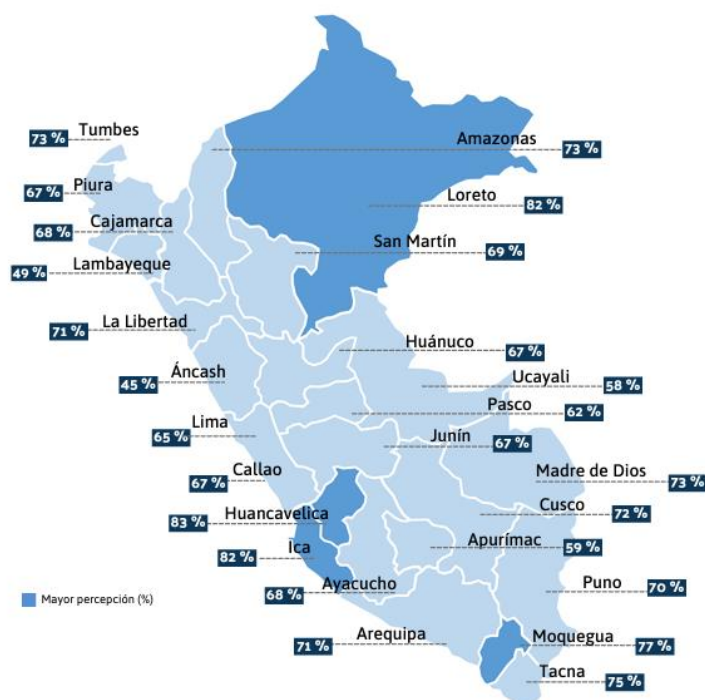 Tumbes
73 %
Amazonas
73 %
Piura
67 %
Loreto
82 %
Cajamarca
68 %
San Martín
69 %
Lambayeque
49 %
La Libertad
71 %
Huánuco
67 %
Áncash
45 %
Ucayali
58 %
Pasco
62 %
Lima
65 %
Junín
67 %
Callao
67 %
Madre de Dios
73 %
Huancavelica
83 %
Cusco
72 %
Ica
82 %
Apurímac
59 %
Ayacucho
68 %
Puno
70 %
Mayor percepción (%)
Arequipa
71 %
Moquegua
77 %
Tacna
75 %